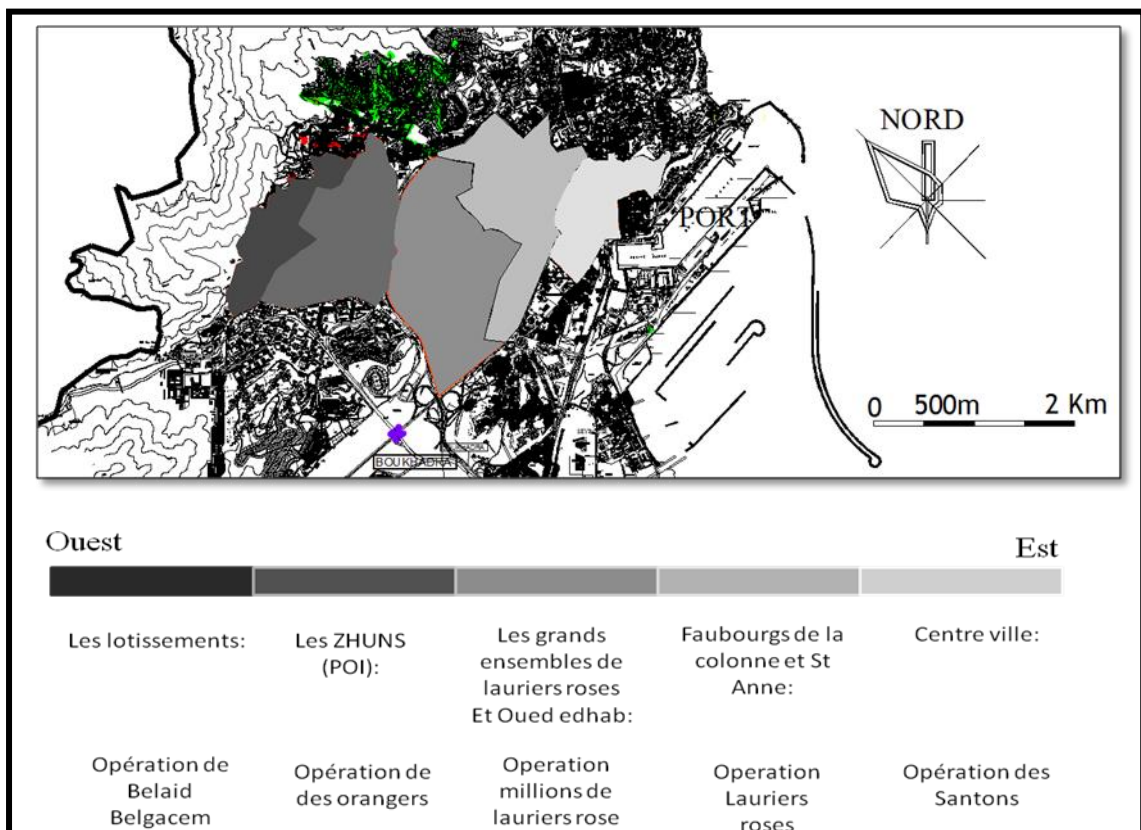 NORD
PORT
BOUKHADRA
0 500m 2 Km
Ouest
Est
Les lotissements:
Les ZHUNS
(POI):
Les grands
ensembles de
lauriers roses
Et Oued edhab:
Faubourgs de la
colonne et St
Anne:
Centre ville:
Opération de
Belaid
Belgacem
Opération de
des orangers
Operation
millions de
lauriers rose
Operation
Lauriers
roses
Opération des
Santons